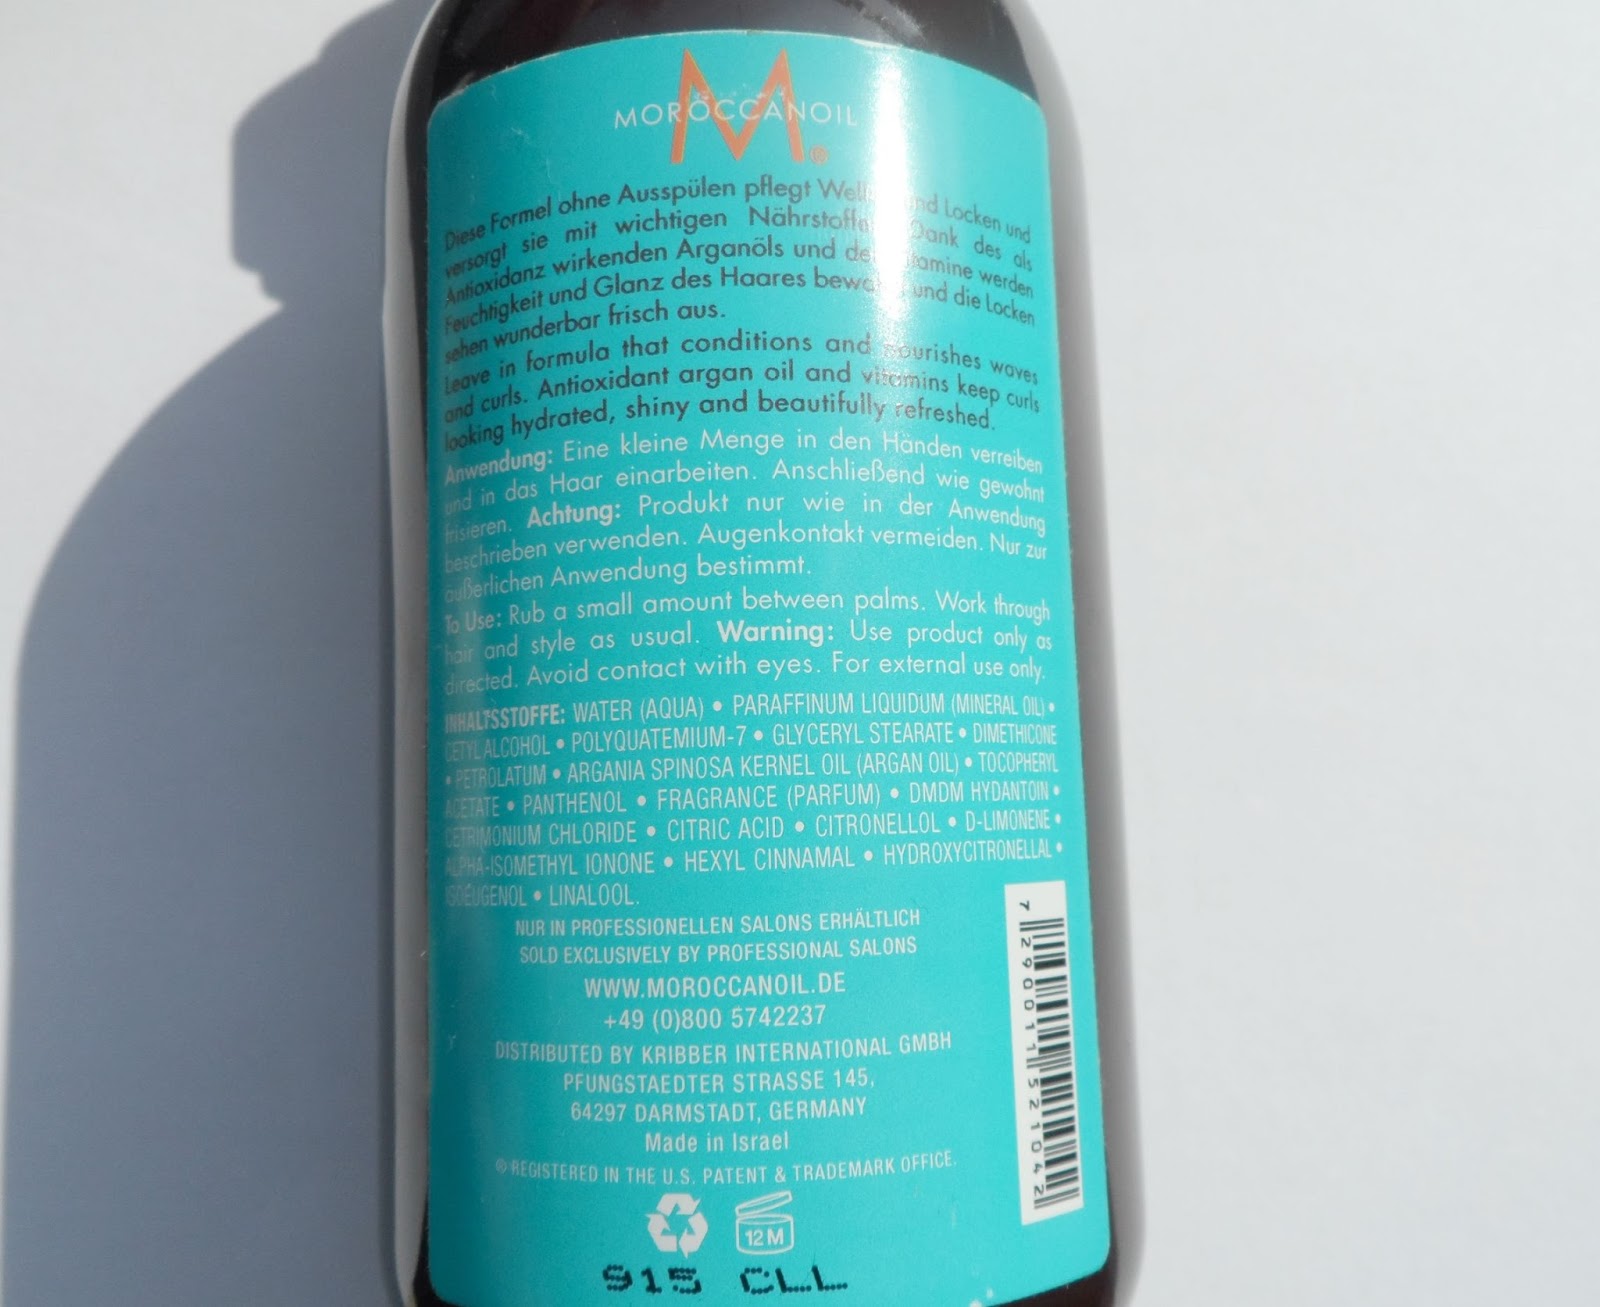 MOROCCANOIL
M®
Diese Formel ohne Ausspülen pflegt und Locken und
versorgt sie mit wichtigen Dank des als
Antioxidanz wirkenden Arganöls und werden
Feuchtigkeit und Glanz des Haares und die Locken
sehen wunderbar frisch aus.
Leave in formula that conditions and nourishes waves
and curls. Antioxidant argan oil and vitamins keep curls
looking hydrated, shiny and beautifully refreshed.
Anwendung: Eine kleine Menge in den Händen verreiben
und in das Haar einarbeiten. Anschließend wie gewohnt
frisieren. Achtung: Produkt nur wie in der Anwendung
beschrieben verwenden. Augenkontakt vermeiden. Nur zur
äußerlichen Anwendung bestimmt.
To Use: Rub a small amount between palms. Work through
hair and style as usual. Warning: Use product only as
directed. Avoid contact with eyes. For external use only.
INHALTSSTOFFE: WATER (AQUA) • PARAFFINUM LIQUIDUM (MINERAL OIL) •
CETYL ALCOHOL • POLYQUATEMIUM-7 • GLYCERYL STEARATE • DIMETHICONE
• PETROLATUM • ARGANIA SPINOSA KERNEL OIL (ARGAN OIL) • TOCOPHERYL
ACETATE • PANTHENOL • FRAGRANCE (PARFUM) • DMDM HYDANTOIN •
CETRIMONIUM CHLORIDE • CITRIC ACID • CITRONELLOL • D-LIMONENE •
ALPHA-ISOMETHYL IONONE • HEXYL CINNAMAL • HYDROXYCITRONELLAL •
ISOEUGENOL • LINALOOL.
NUR IN PROFESSIONELLEN SALONS ERHÄLTLICH
SOLD EXCLUSIVELY BY PROFESSIONAL SALONS
WWW.MOROCCANOIL.DE
+49 (0)800 5742237
DISTRIBUTED BY KRIBBER INTERNATIONAL GMBH
PFUNGSTAEDTER STRASSE 145,
64297 DARMSTADT, GERMANY
Made in Israel
® REGISTERED IN THE U.S. PATENT & TRADEMARK OFFICE.
7 290011 521042
12 M
915 CLL